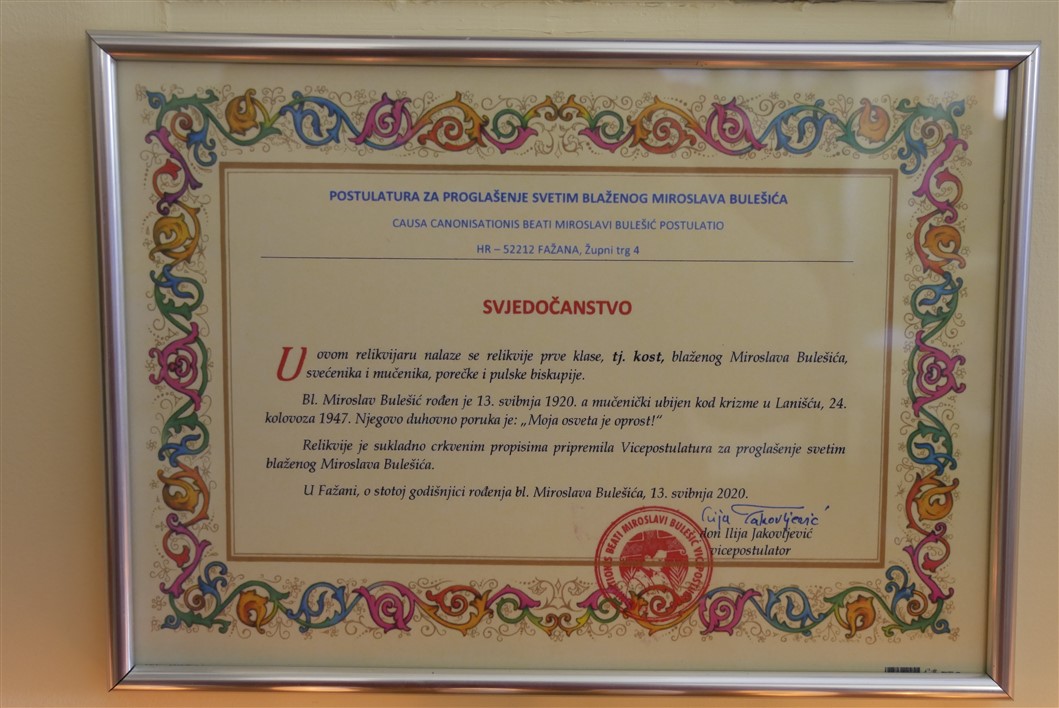 POSTULATURA ZA PROGLAŠENJE SVETIM BLAŽENOG MIROSLAVA BULEŠIĆA
CAUSA CANONISATIONIS BEATI MIROSLAVI BULEŠIĆ POSTULATIO
HR – 52212 FAŽANA, Župni trg 4
SVJEDOČANSTVO
U ovom relikvijaru nalaze se relikvije prve klase, tj. kost, blaženog Miroslava Bulešića,
svećenika i mučenika, porečke i pulske biskupije.
Bl. Miroslav Bulešić rođen je 13. svibnja 1920. a mučenički ubijen kod krizme u Lanišću, 24.
kolovoza 1947. Njegovo duhovno poruka je: „Moja osveta je oprost!“
Relikvije je sukladno crkvenim propisima pripremila Vicepostulatura za proglašenje svetim
blaženog Miroslava Bulešića.
U Fažani, o stotoj godišnjici rođenja bl. Miroslava Bulešića, 13. svibnja 2020.
Ilija Jakovljević
don Ilija Jakovljević
vicepostulator
BEATI MIROSLAVI BULEŠIĆ